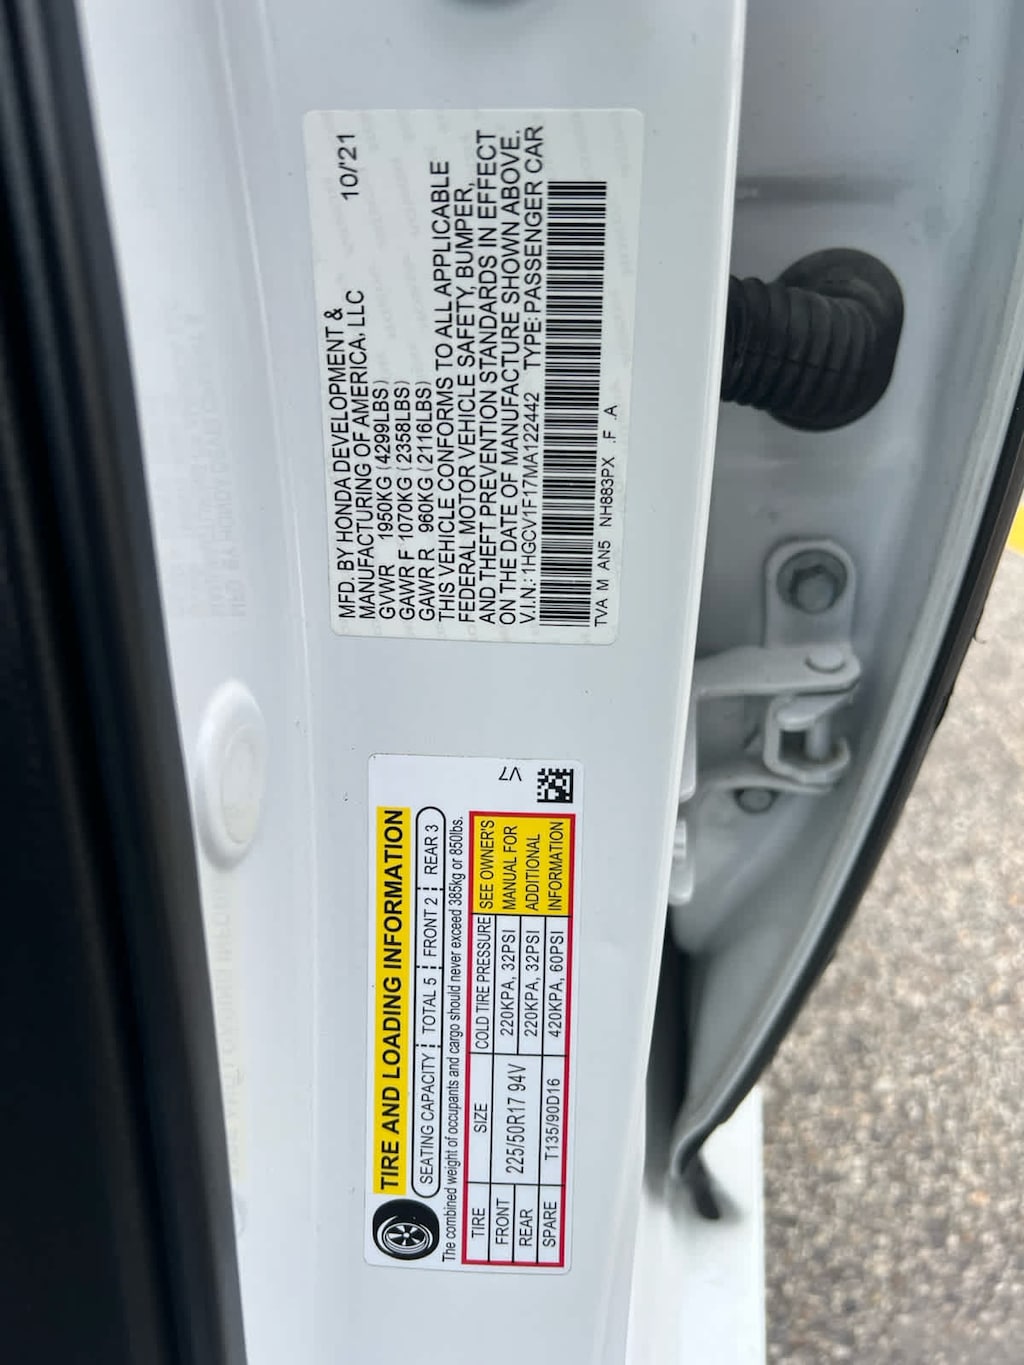 MFD. BY HONDA DEVELOPMENT &
MANUFACTURING OF AMERICA, LLC 10/21
GVWR 1950KG (4299LBS)
GAWR F 1070KG (2358LBS)
GAWR R 960KG (2116LBS)
THIS VEHICLE CONFORMS TO ALL APPLICABLE
FEDERAL MOTOR VEHICLE SAFETY, BUMPER,
AND THEFT PREVENTION STANDARDS IN EFFECT
ON THE DATE OF MANUFACTURE SHOWN ABOVE.
V.I.N.: 1HGCV1F17MA122442 TYPE: PASSENGER CAR
TVA M AN5 NH883PX .F .A
TIRE AND LOADING INFORMATION
SEATING CAPACITY TOTAL 5 FRONT 2 REAR 3
The combined weight of occupants and cargo should never exceed 385kg or 850lbs.
TIRE SIZE COLD TIRE PRESSURE SEE OWNER'S
FRONT 225/50R17 94V 220KPA, 32PSI MANUAL FOR
REAR 220KPA, 32PSI ADDITIONAL
SPARE T135/90D16 420KPA, 60PSI INFORMATION
V7